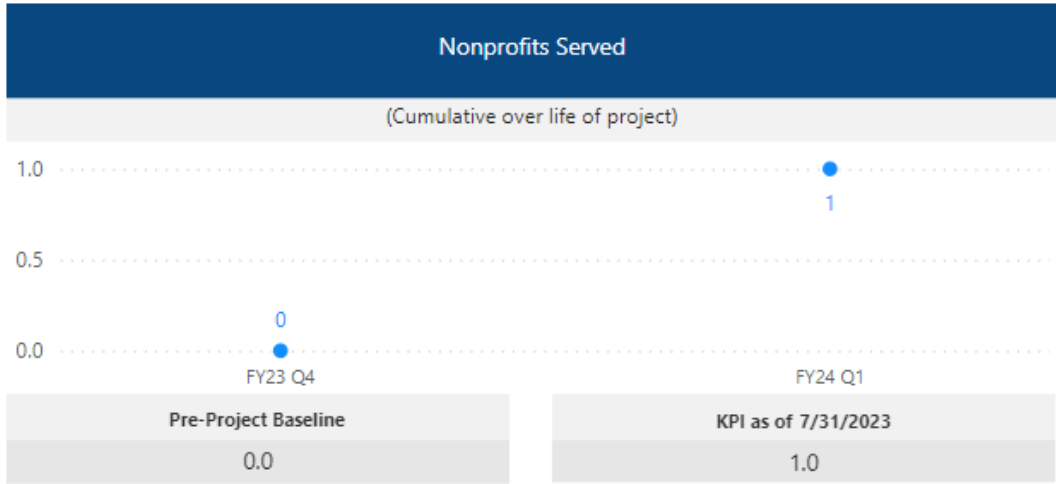 Nonprofits Served
(Cumulative over life of project)
1.0
1
0.5
0
0.0
FY23 Q4 FY24 Q1
Pre-Project Baseline KPI as of 7/31/2023
0.0 1.0